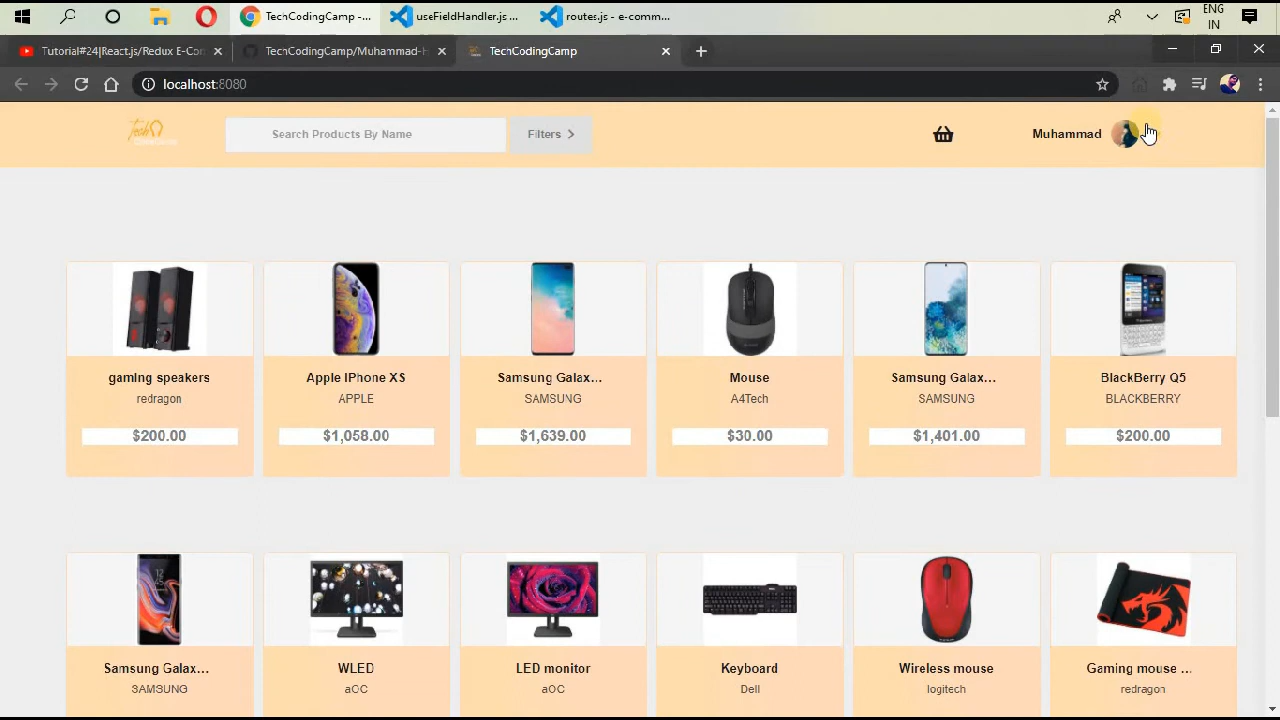 TechCodingCamp -...
useFieldHandler.js ...
routes.js - e-comm...
ENG
IN
Tutorial#24|React.js/Redux E-Co
TechCodingCamp/Muhammad-H
TechCodingCamp
localhost:8080
Tech
Search Products By Name
Filters
Muhammad
gaming speakers
redragon
$200.00
Apple iPhone XS
APPLE
$1,058.00
Samsung Galax...
SAMSUNG
$1,639.00
Mouse
A4Tech
$30.00
Samsung Galax...
SAMSUNG
$1,401.00
BlackBerry Q5
BLACKBERRY
$200.00
Samsung Galax...
SAMSUNG
WLED
aOC
LED monitor
aOC
Keyboard
Dell
Wireless mouse
logitech
Gaming mouse ...
redragon